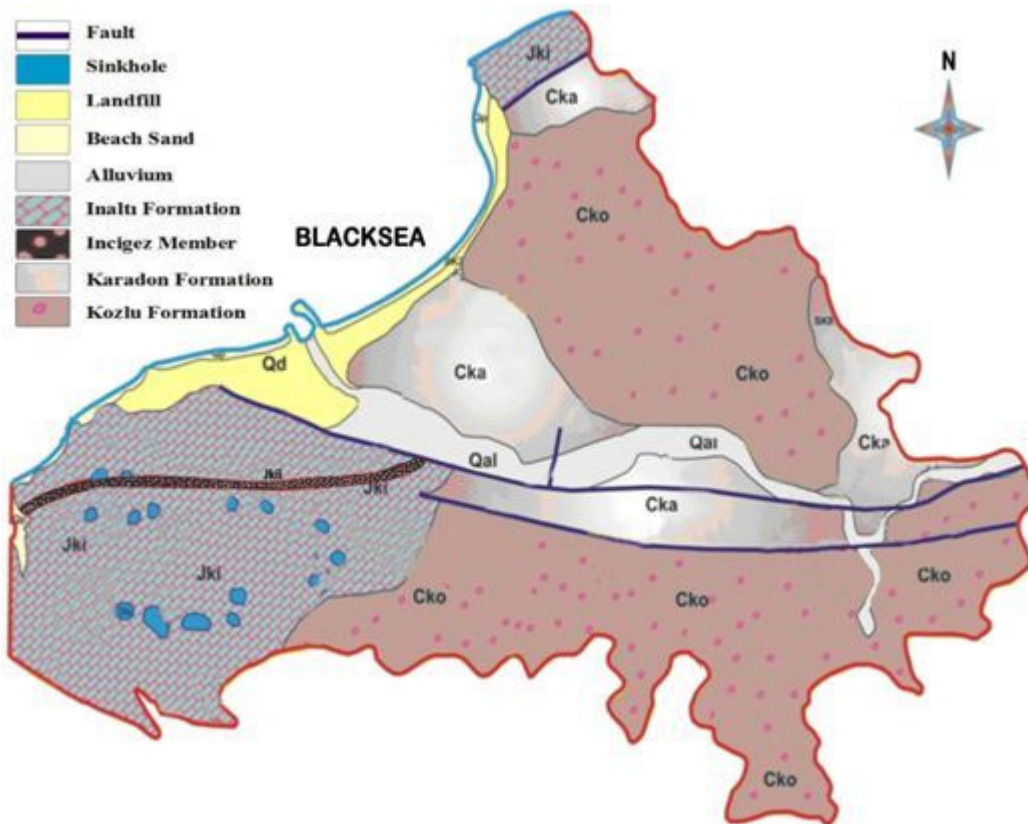 Fault
Sinkhole
Landfill
Beach Sand
Alluvium
Inaltı Formation
Incigez Member
Karadon Formation
Kozlu Formation
N
Jki
Cka
Cko
BLACKSEA
Qd
Cka
Cko
Cka
Qal
Qal
Jki
Jki
Cka
Jki
Jki
Cko
Cko
Cko
Cko